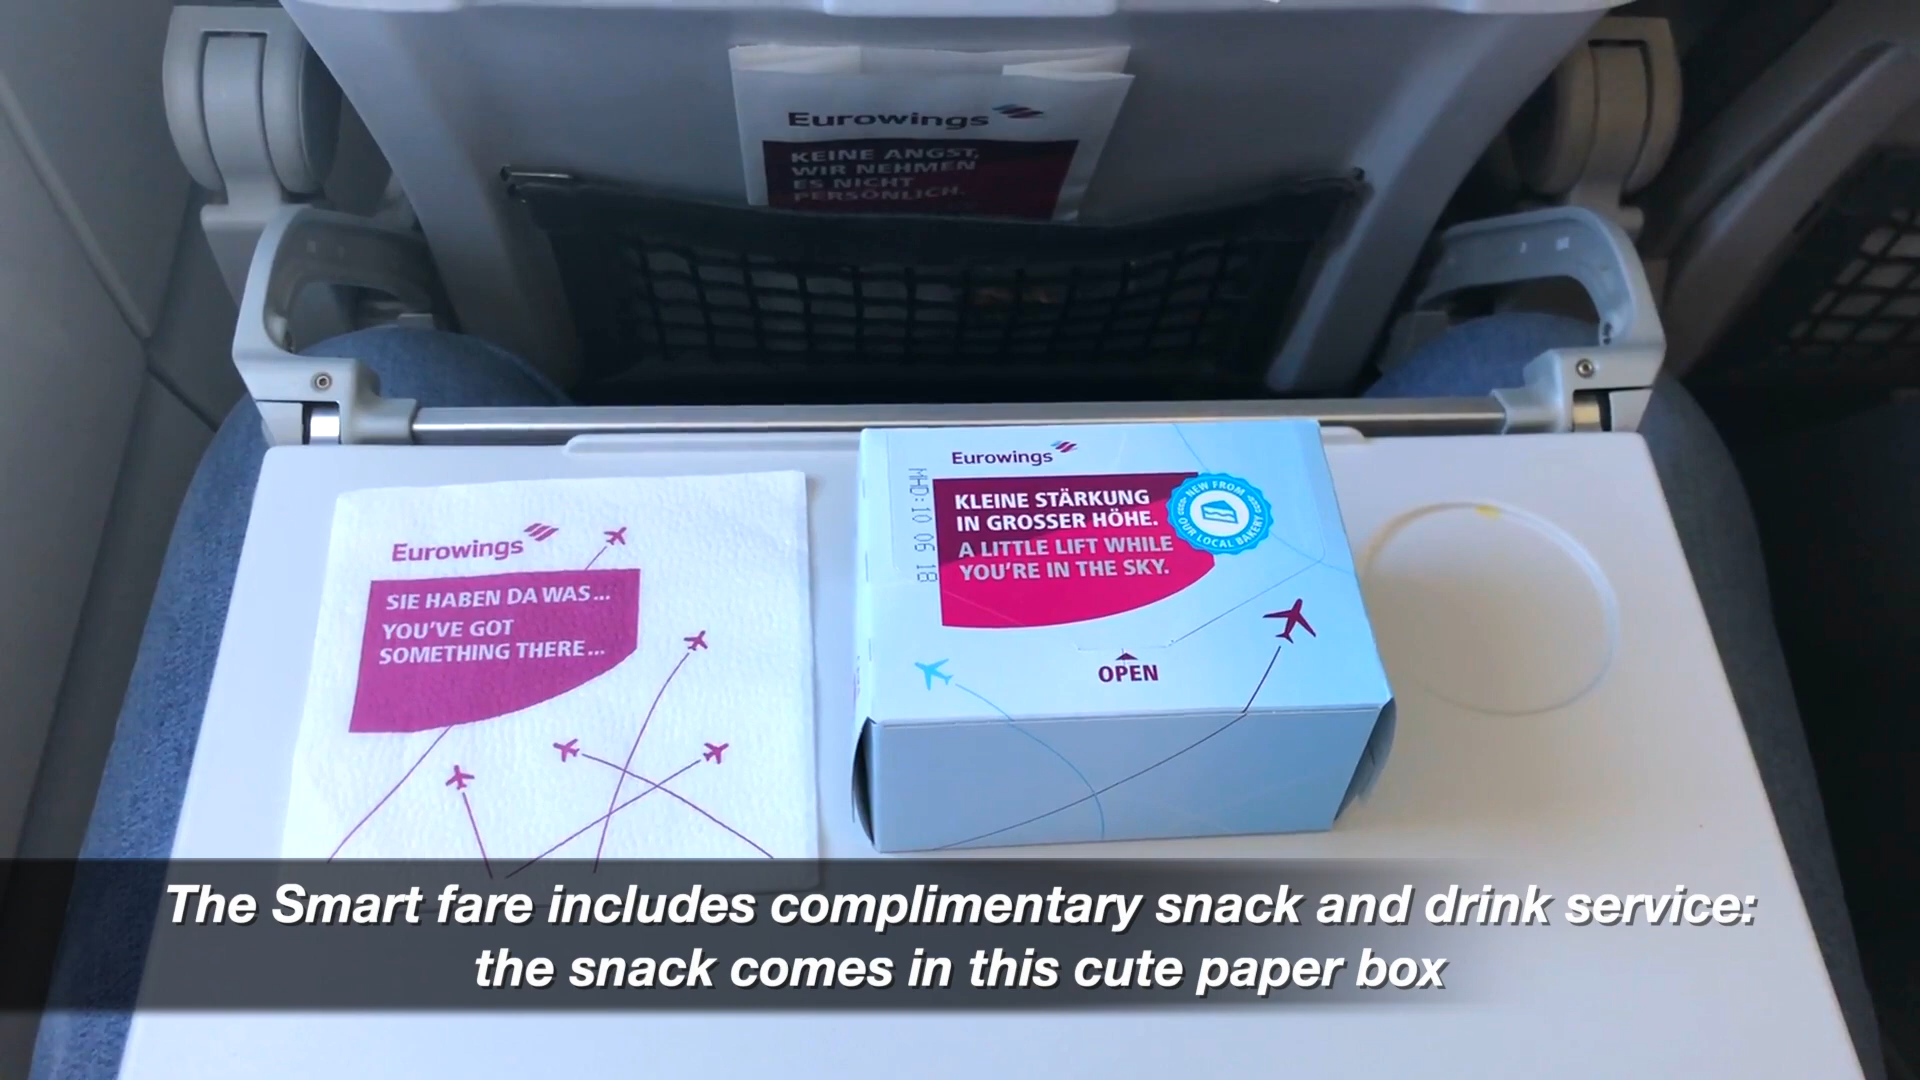 Eurowings
KEINE ANGST,
WIR NEHMEN
ES NICHT
PERSÖNLICH.
Eurowings
SIE HABEN DA WAS...
YOU'VE GOT
SOMETHING THERE...
Eurowings
MHD: 10 06 18
KLEINE STÄRKUNG
IN GROSSER HÖHE.
A LITTLE LIFT WHILE
YOU'RE IN THE SKY.
NEW FROM
OUR LOCAL BAKERY
OPEN
The Smart fare includes complimentary snack and drink service:
the snack comes in this cute paper box